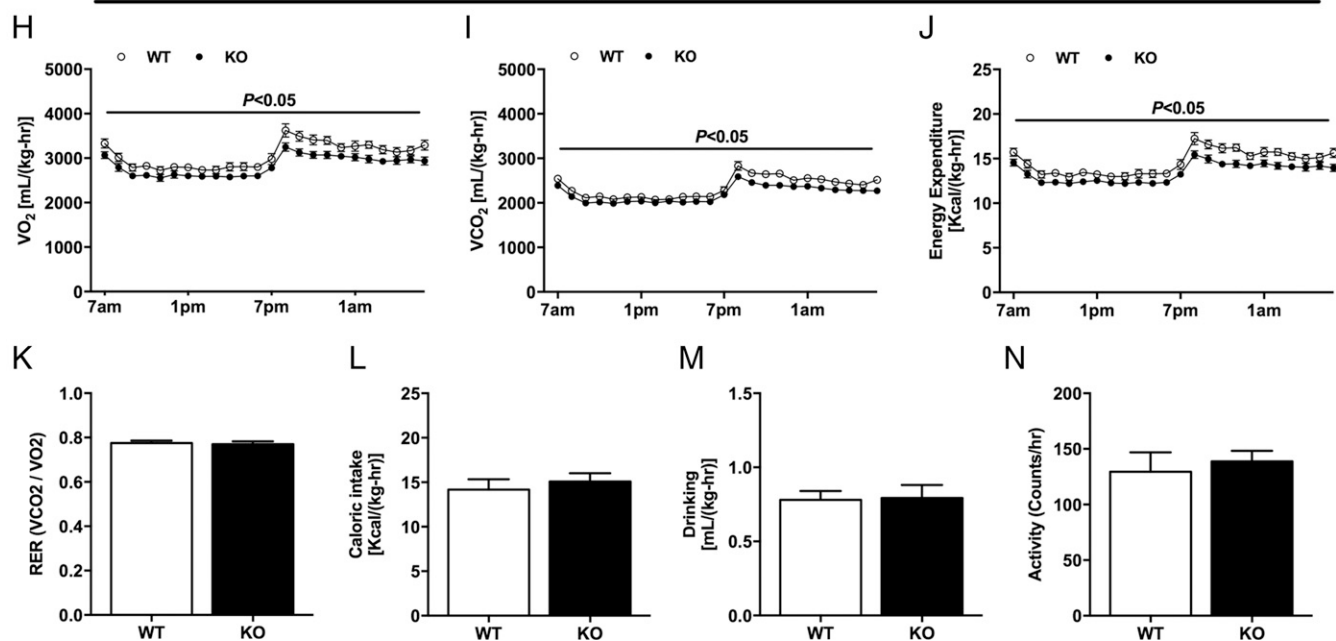 H
WT KO
VO2 [mL/(kg-hr)]
5000
4000
3000
2000
1000
0
P<0.05
7am 1pm 7pm 1am
I
WT KO
VCO2 [mL/(kg-hr)]
5000
4000
3000
2000
1000
0
P<0.05
7am 1pm 7pm 1am
J
WT KO
Energy Expenditure
[Kcal/(kg-hr)]
25
20
15
10
5
0
P<0.05
7am 1pm 7pm 1am
K
RER (VCO2 / VO2)
1.0
0.8
0.6
0.4
0.2
0.0
WT KO
L
Caloric intake
[Kcal/(kg-hr)]
25
20
15
10
5
0
WT KO
M
Drinking
[mL/(kg-hr)]
1.5
1.0
0.5
0.0
WT KO
N
Activity (Counts/hr)
200
150
100
50
0
WT KO